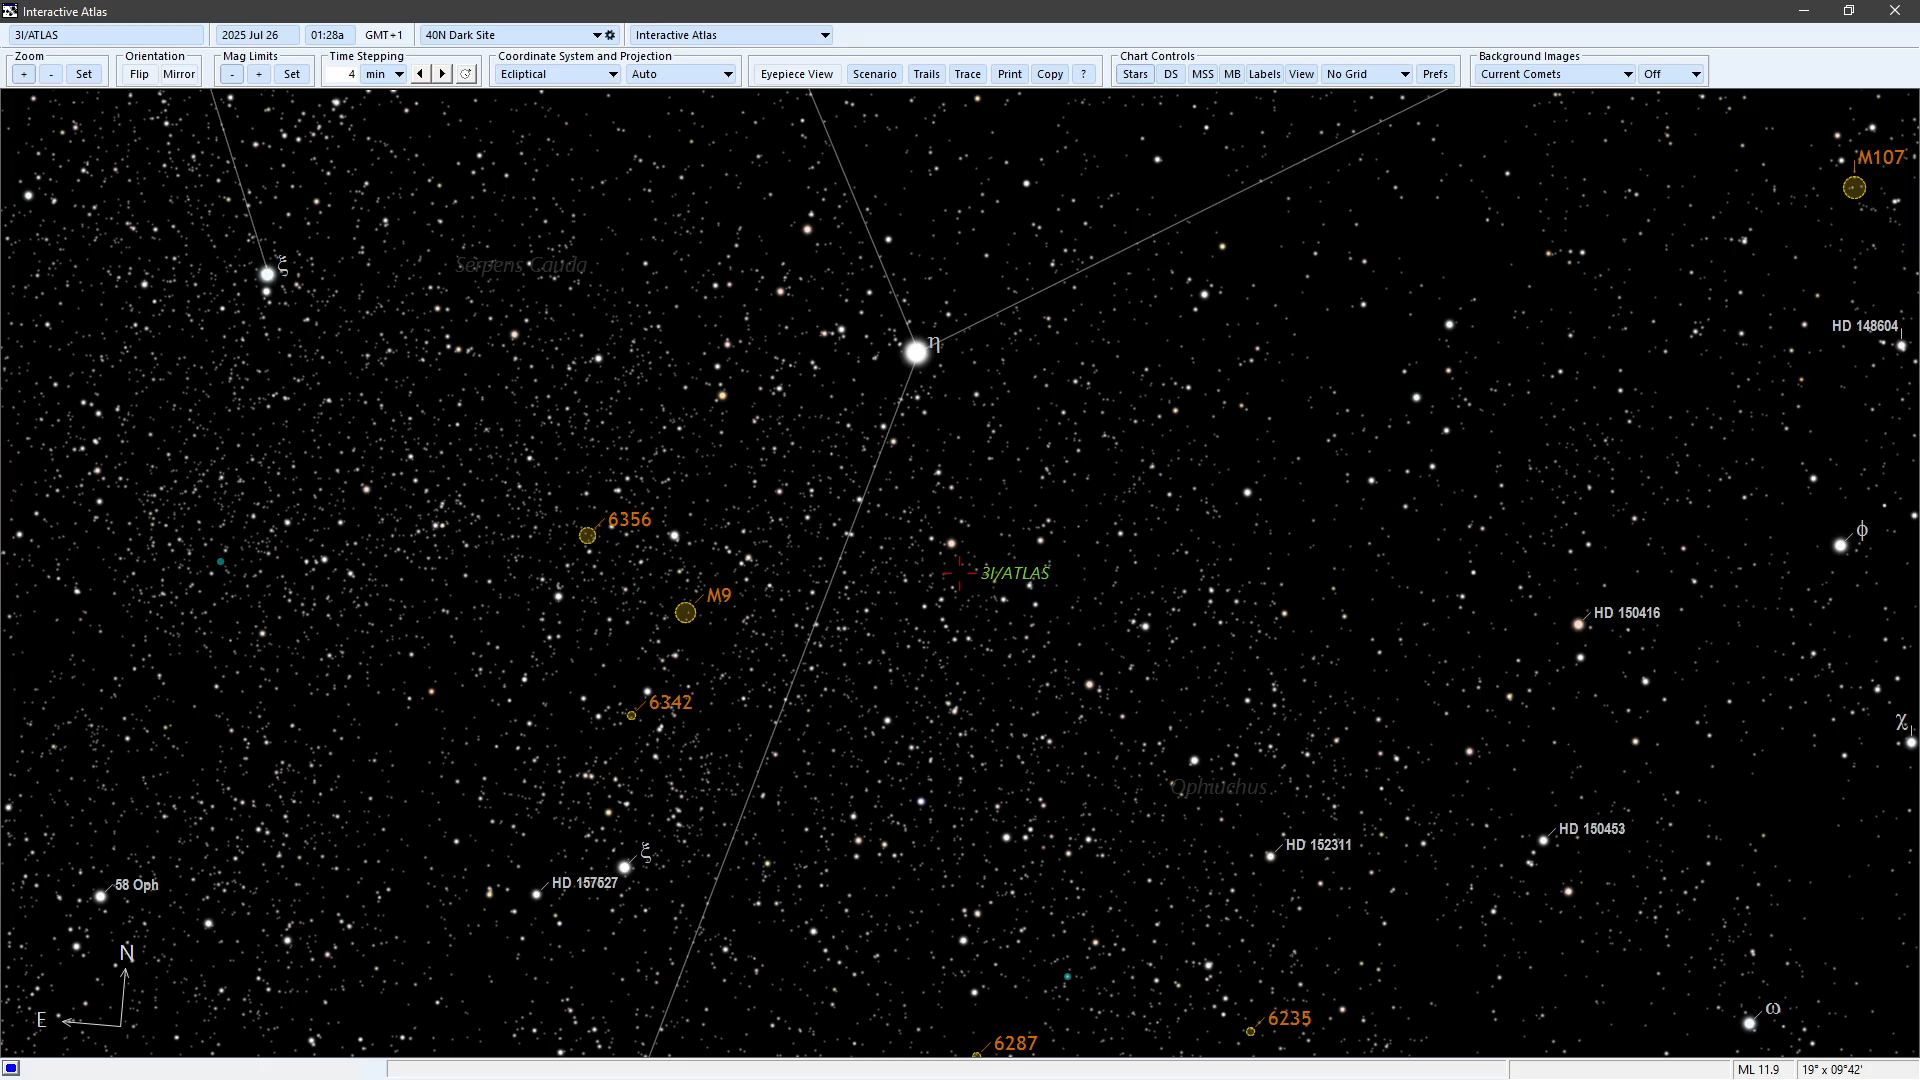 Interactive Atlas
3I/ATLAS 2025 Jul 26 01:28a GMT+1 40N Dark Site Interactive Atlas
Zoom Orientation Mag Limits Time Stepping Coordinate System and Projection Chart Controls Background Images
+ - Set Flip Mirror - + Set 4 min Ecliptical Auto Eyepiece View Scenario Trails Trace Print Copy ? Stars DS MSS MB Labels View No Grid Prefs Current Comets Off
M107
ξ
Serpens Cauda
HD 148604
η
6356
φ
3I/ATLAS
M9
HD 150416
6342
χ
Ophiuchus
HD 150453
HD 152311
ξ
HD 157527
58 Oph
N
ω
E
6235
6287
ML 11.9 19° x 09°42'